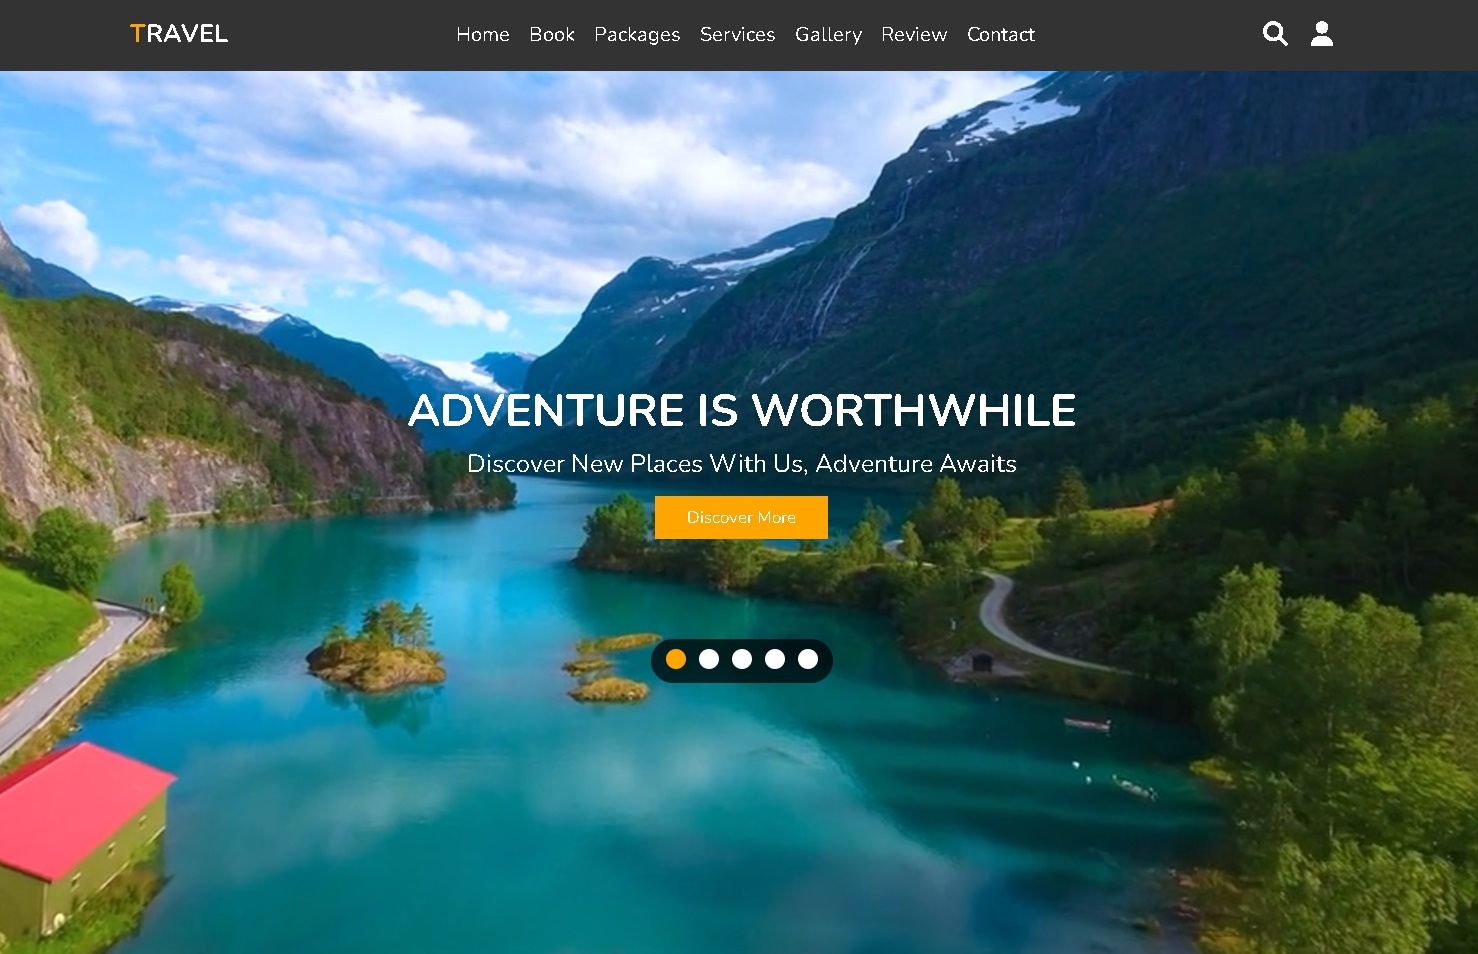 TRAVEL
Home Book Packages Services Gallery Review Contact
ADVENTURE IS WORTHWHILE
Discover New Places With Us, Adventure Awaits
Discover More